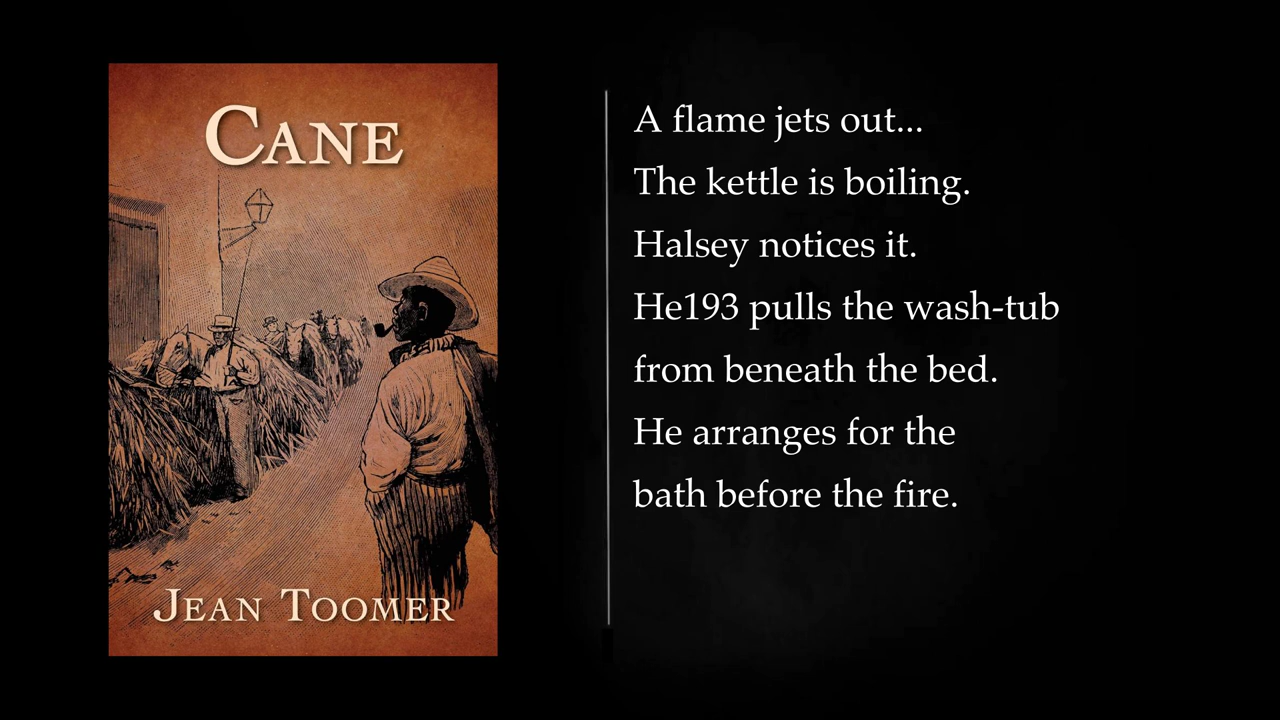 CANE
JEAN TOOMER
A flame jets out...
The kettle is boiling.
Halsey notices it.
He193 pulls the wash-tub
from beneath the bed.
He arranges for the
bath before the fire.